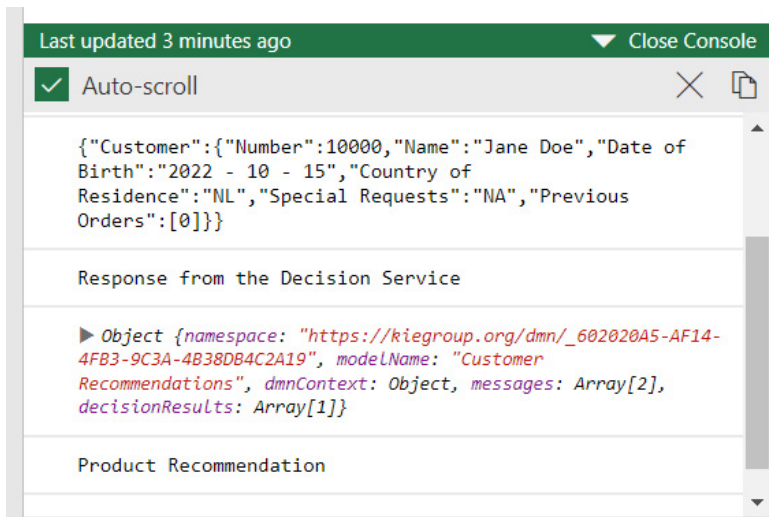 Last updated 3 minutes ago Close Console
Auto-scroll
{"Customer":{"Number":10000,"Name":"Jane Doe","Date of
Birth":"2022 - 10 - 15","Country of
Residence":"NL","Special Requests":"NA","Previous
Orders":[0]}}
Response from the Decision Service
Object {namespace: "https://kiegroup.org/dmn/_602020A5-AF14-
4FB3-9C3A-4B38DB4C2A19", modelName: "Customer
Recommendations", dmnContext: Object, messages: Array[2],
decisionResults: Array[1]}
Product Recommendation